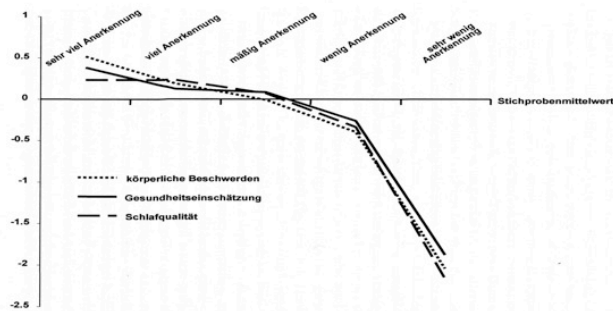 sehr viel Anerkennung
viel Anerkennung
mäßig Anerkennung
wenig Anerkennung
sehr wenig
Anerkennung
1
0.5
0
Stichprobenmittelwert
-0.5
-1
körperliche Beschwerden
Gesundheitseinschätzung
Schlafqualität
-1.5
-2
-2.5